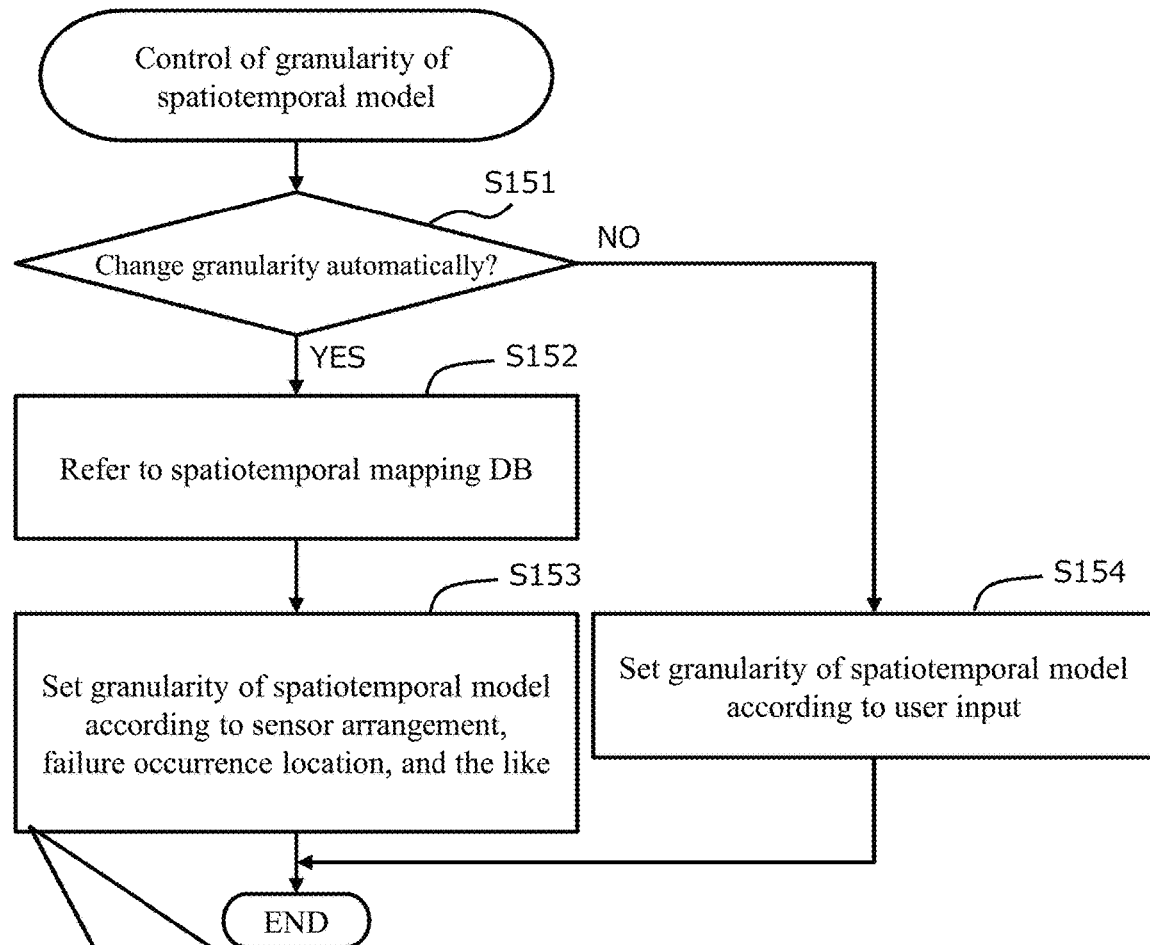 Control of granularity of
spatiotemporal model
S151
Change granularity automatically?
NO
YES
S152
Refer to spatiotemporal mapping DB
S153
Set granularity of spatiotemporal model
according to sensor arrangement,
failure occurrence location, and the like
S154
Set granularity of spatiotemporal model
according to user input
END